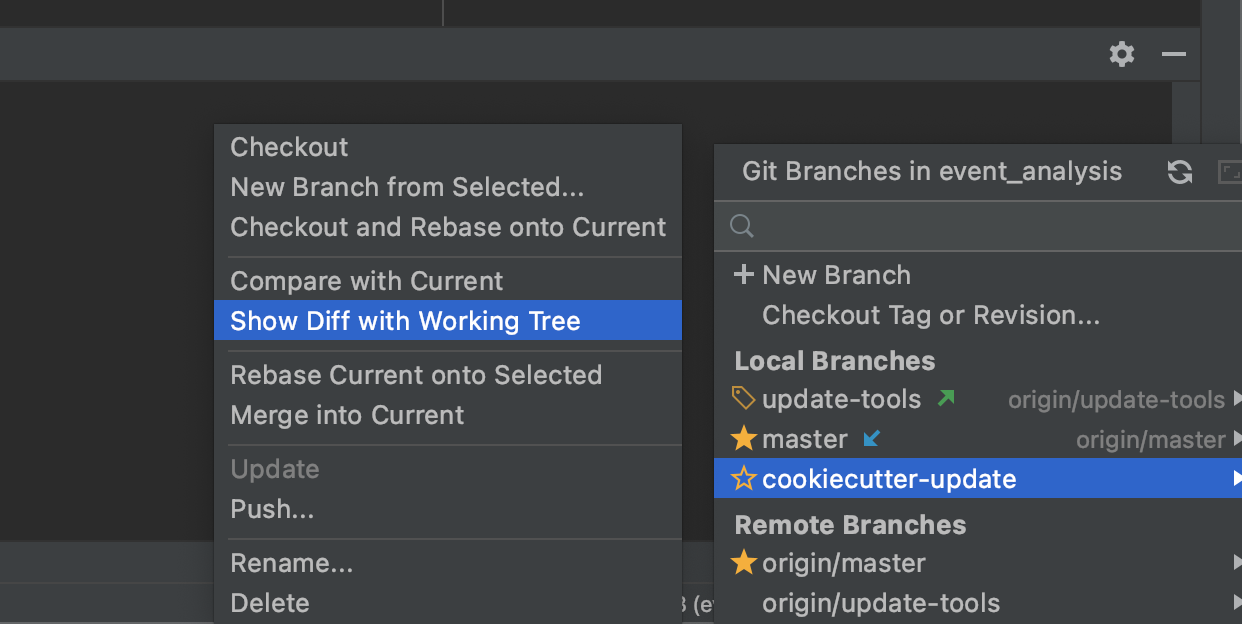 Checkout
New Branch from Selected...
Checkout and Rebase onto Current
Compare with Current
Show Diff with Working Tree
Rebase Current onto Selected
Merge into Current
Update
Push...
Rename...
Delete
Git Branches in event_analysis
New Branch
Checkout Tag or Revision...
Local Branches
update-tools origin/update-tools
master origin/master
cookiecutter-update
Remote Branches
origin/master
origin/update-tools